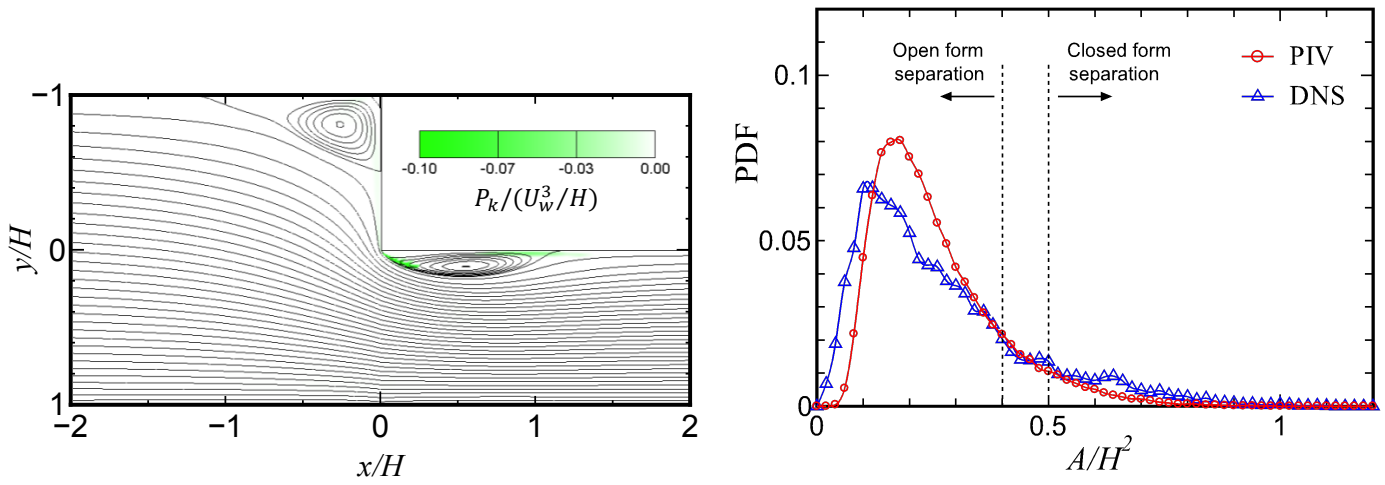 −1
0
1
y/H
−2
−1
0
1
2
x/H
-0.10
-0.07
-0.03
0.00
P_k/(U_w^3/H)
PDF
0.1
0.05
0
0
0.5
1
A/H^2
Open form
separation
Closed form
separation
PIV
DNS